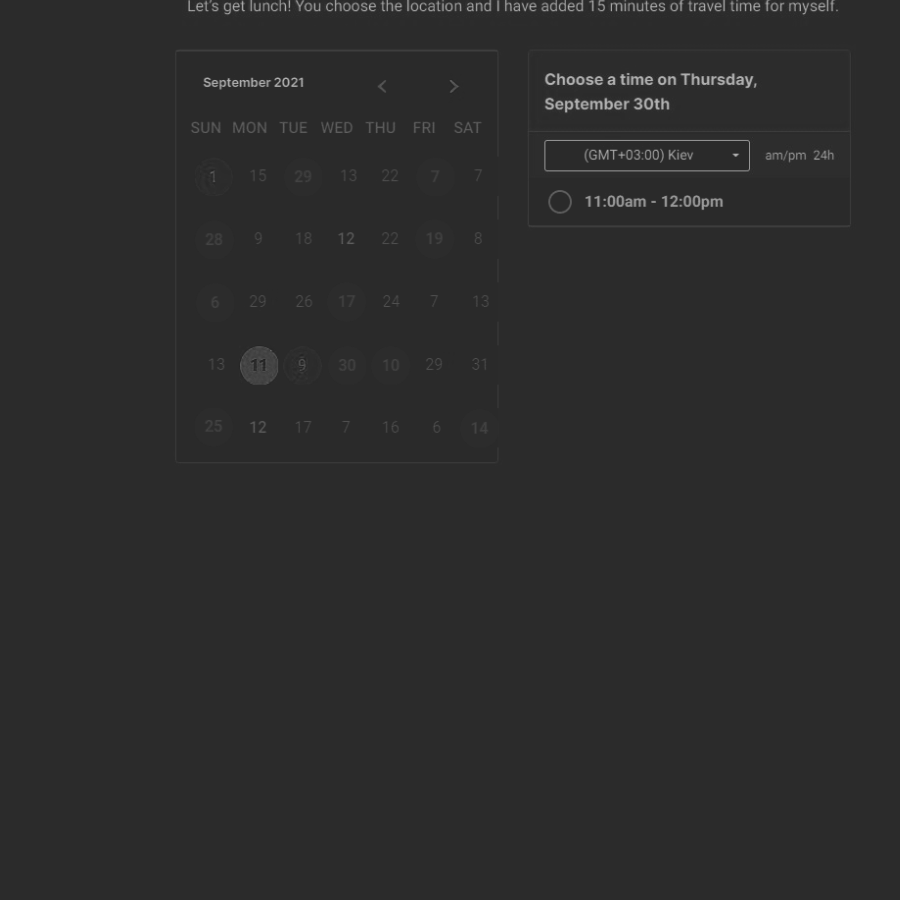 Let's get lunch! You choose the location and I have added 15 minutes of travel time for myself.
September 2021
SUN MON TUE WED THU FRI SAT
1 15 29 13 22 7 7
28 9 18 12 22 19 8
6 29 26 17 24 7 13
13 11 9 30 10 29 31
25 12 17 7 16 6 14
Choose a time on Thursday,
September 30th
(GMT+03:00) Kiev am/pm 24h
11:00am - 12:00pm